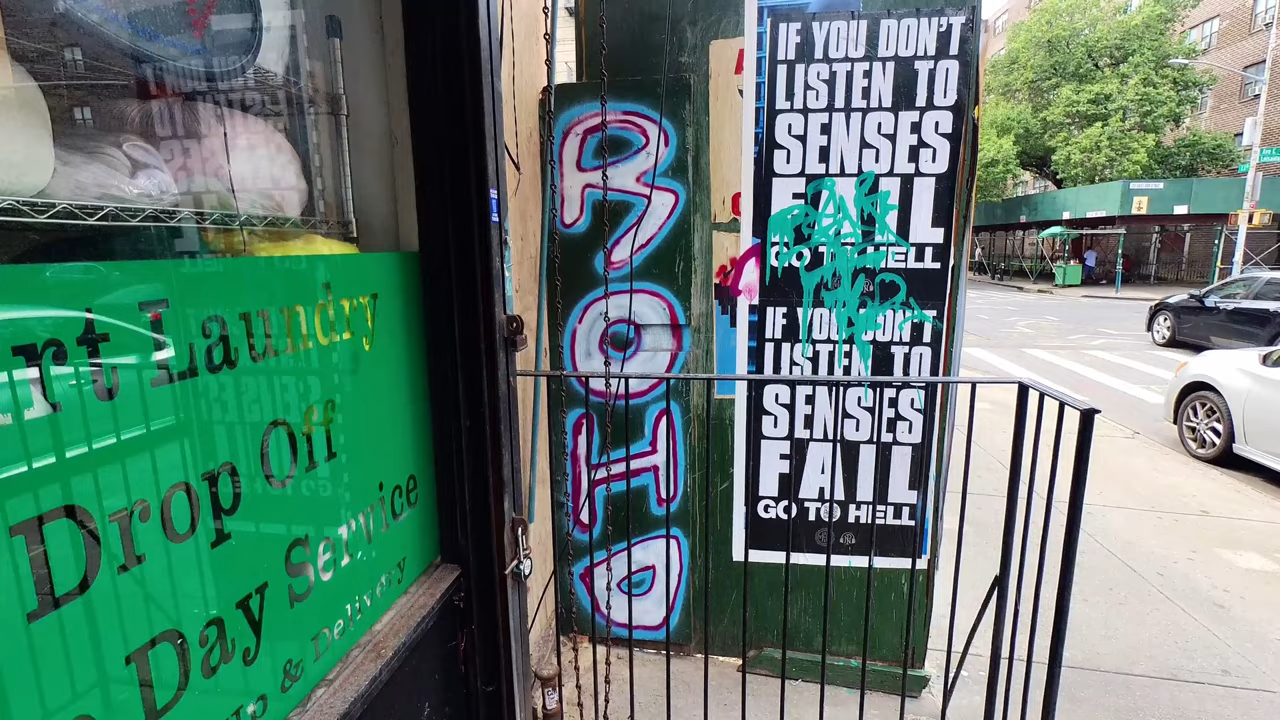 rt Laundry
Drop Off
Day Service
& Delivery
ROHO
IF YOU DON'T
LISTEN TO
SENSES
FAIL
GO TO HELL
IF YOU DON'T
LISTEN TO
SENSES
FAIL
GO TO HELL